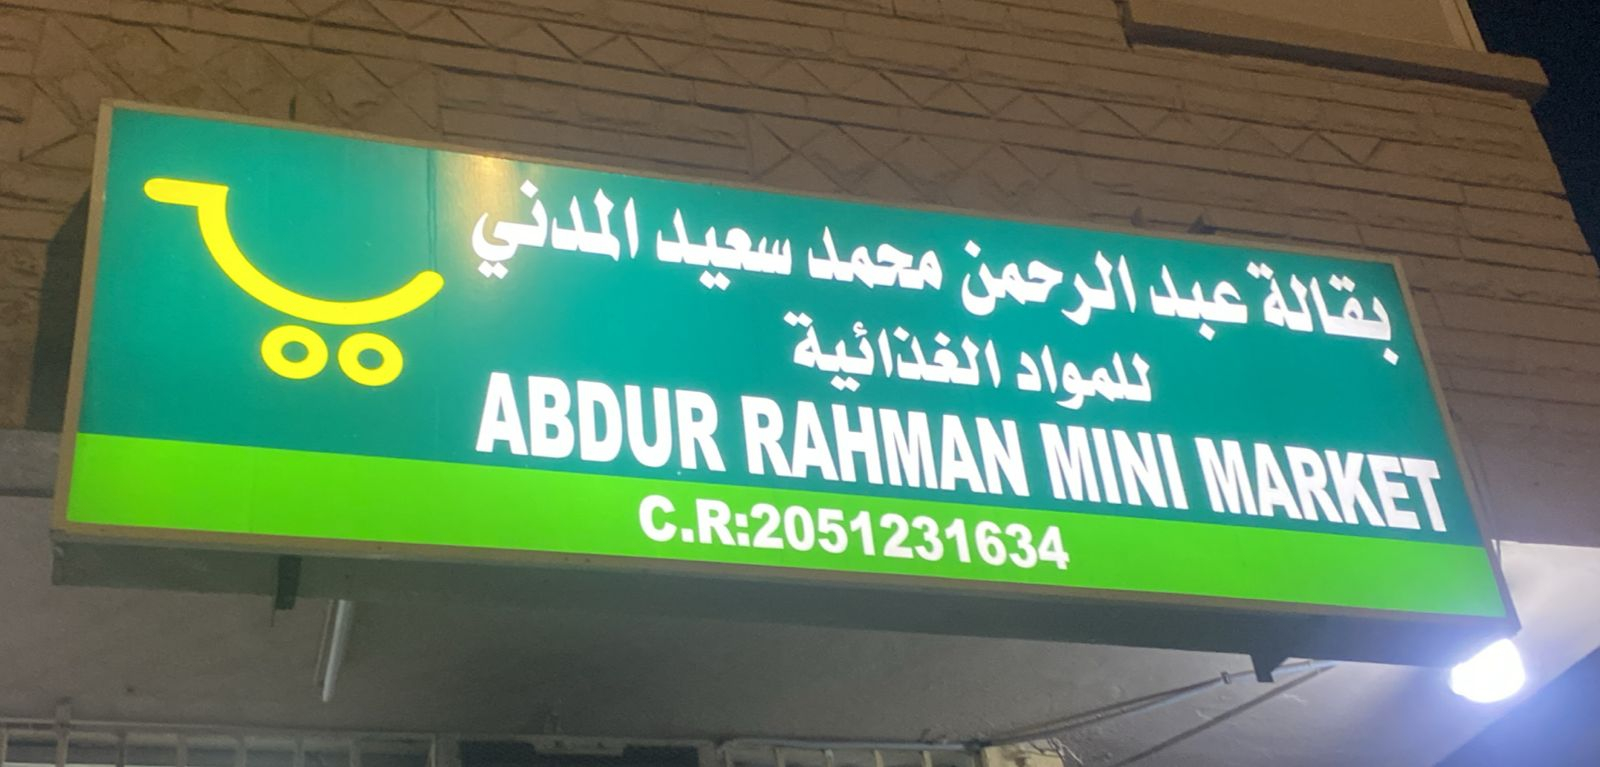 بقالة عبد الرحمن محمد سعيد المدني
للمواد الغذائية
ABDUR RAHMAN MINI MARKET
C.R:2051231634